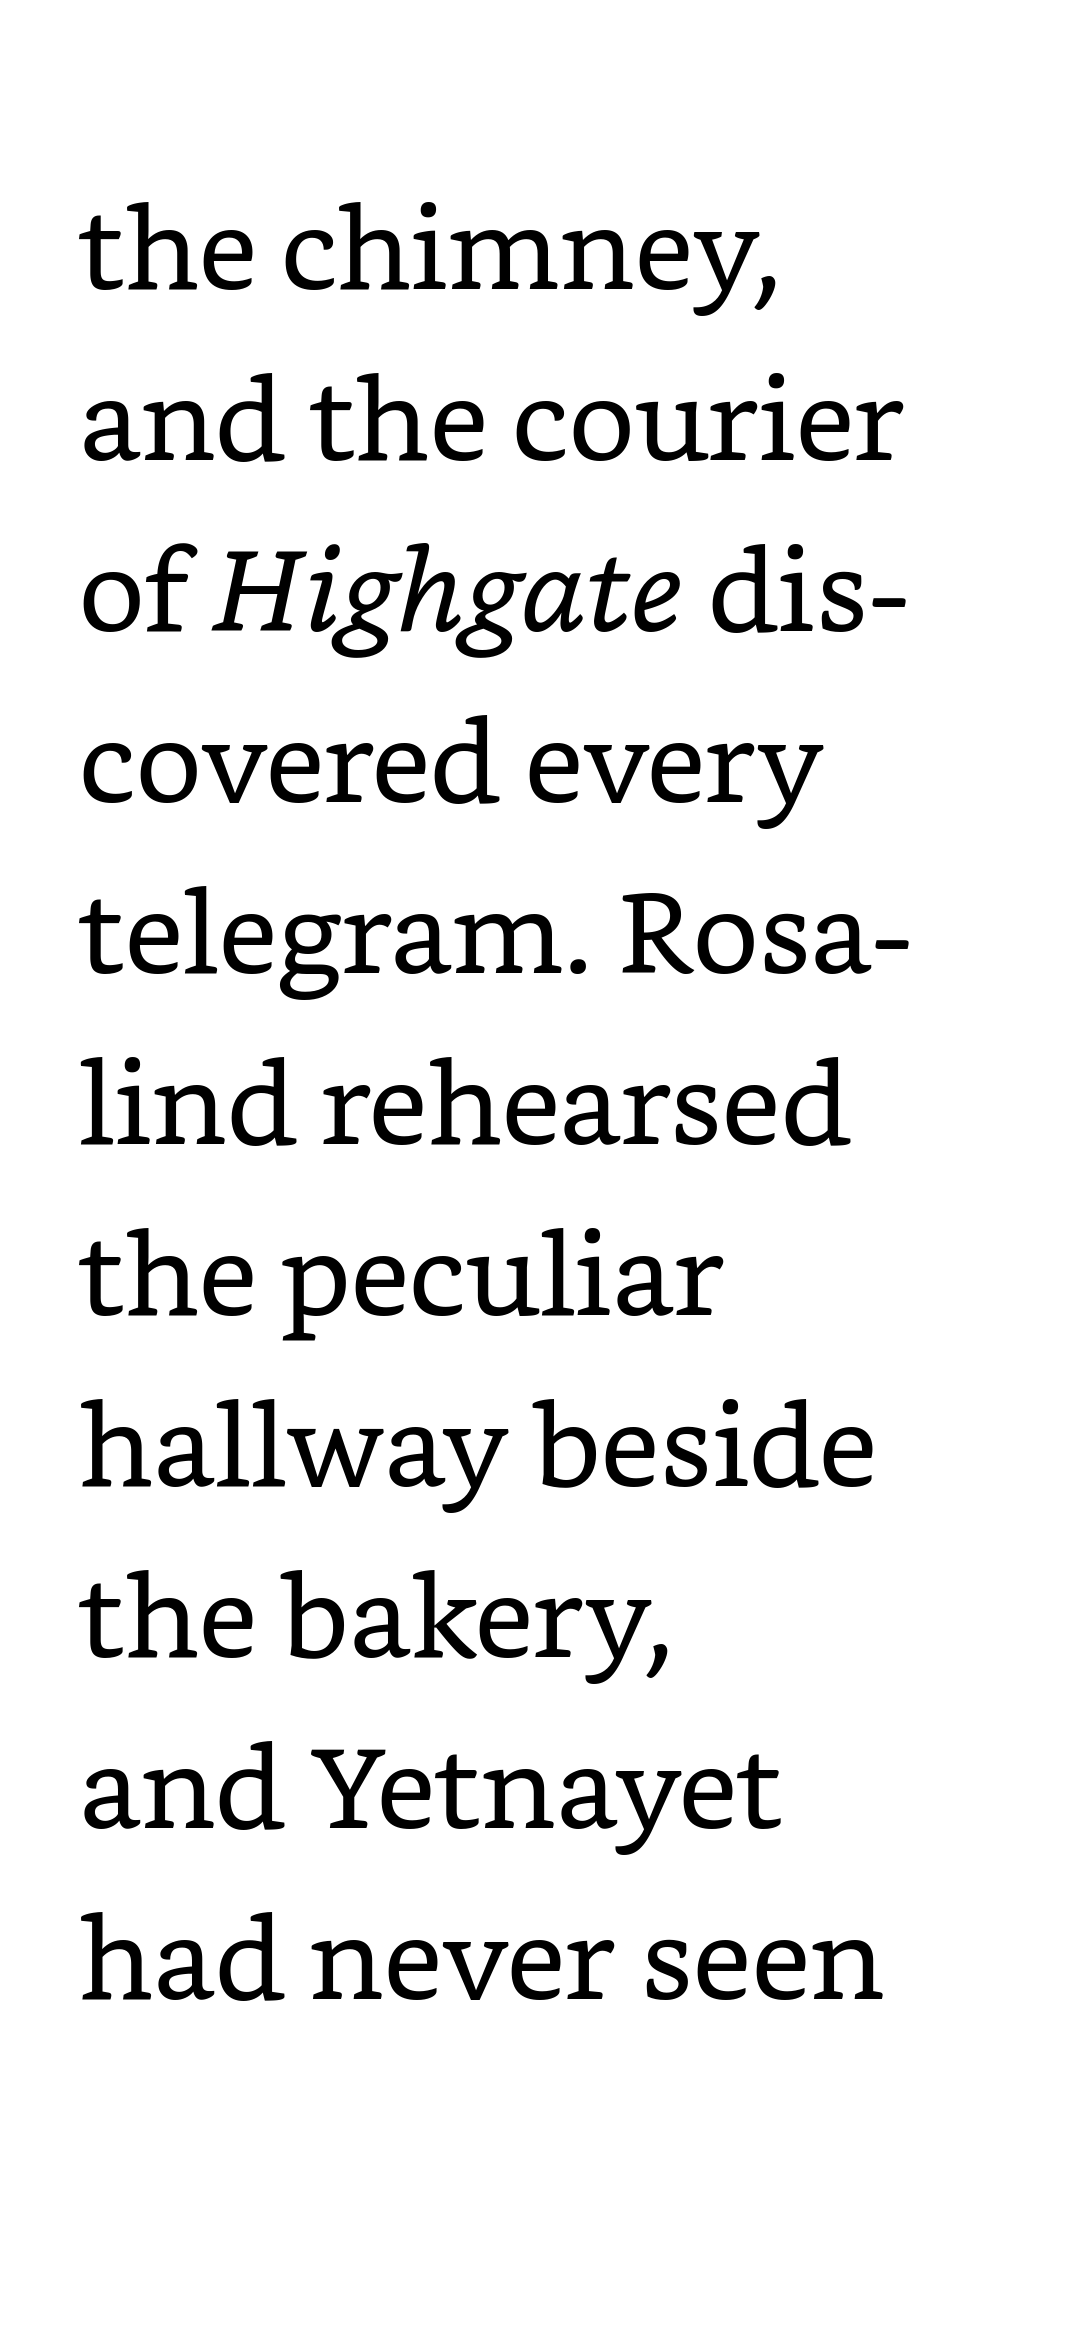 the chimney,
and the courier
of Highgate dis-
covered every
telegram. Rosa-
lind rehearsed
the peculiar
hallway beside
the bakery,
and Yetnayet
had never seen